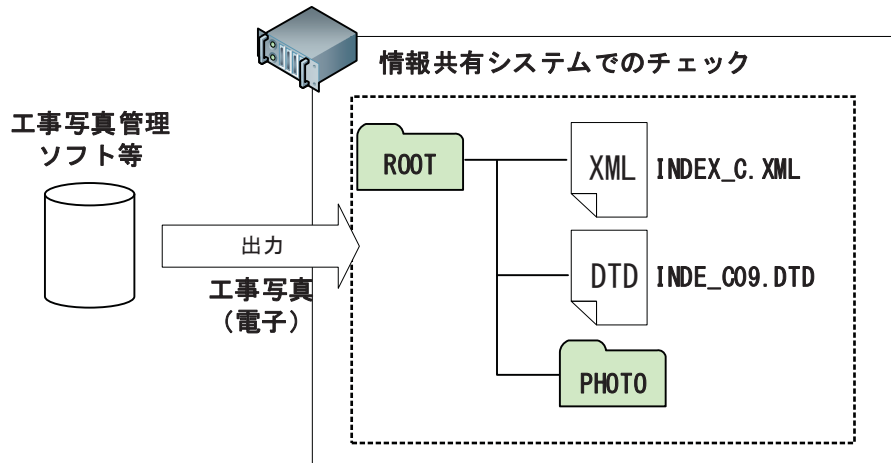 情報共有システムでのチェック
工事写真管理
ソフト等
ROOT
XML
INDEX_C.XML
出力
DTD
INDE_C09.DTD
工事写真
（電子）
PHOTO